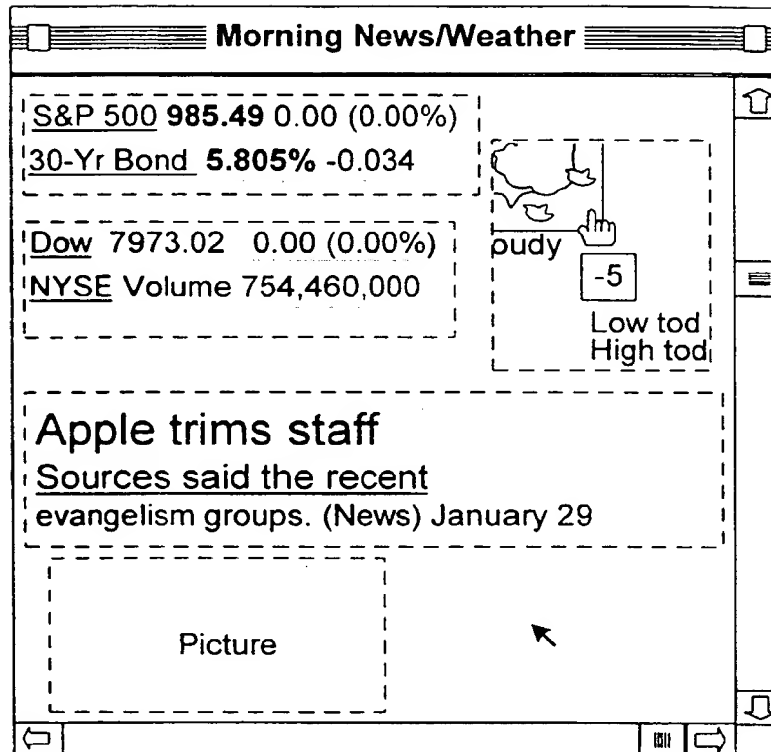 Morning News/Weather
S&P 500 985.49 0.00 (0.00%)
30-Yr Bond 5.805% -0.034
Dow 7973.02 0.00 (0.00%)
NYSE Volume 754,460,000
oudy
-5
Low tod
High tod
Apple trims staff
Sources said the recent
evangelism groups. (News) January 29
Picture